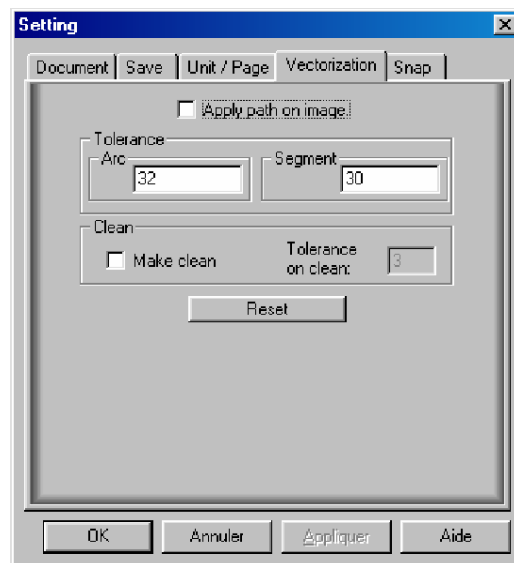 Setting
Document Save Unit / Page Vectorization Snap
Apply path on image.
Tolerance
Arc Segment
32 30
Clean
Make clean Tolerance on clean: 3
Reset
OK Annuler Appliquer Aide